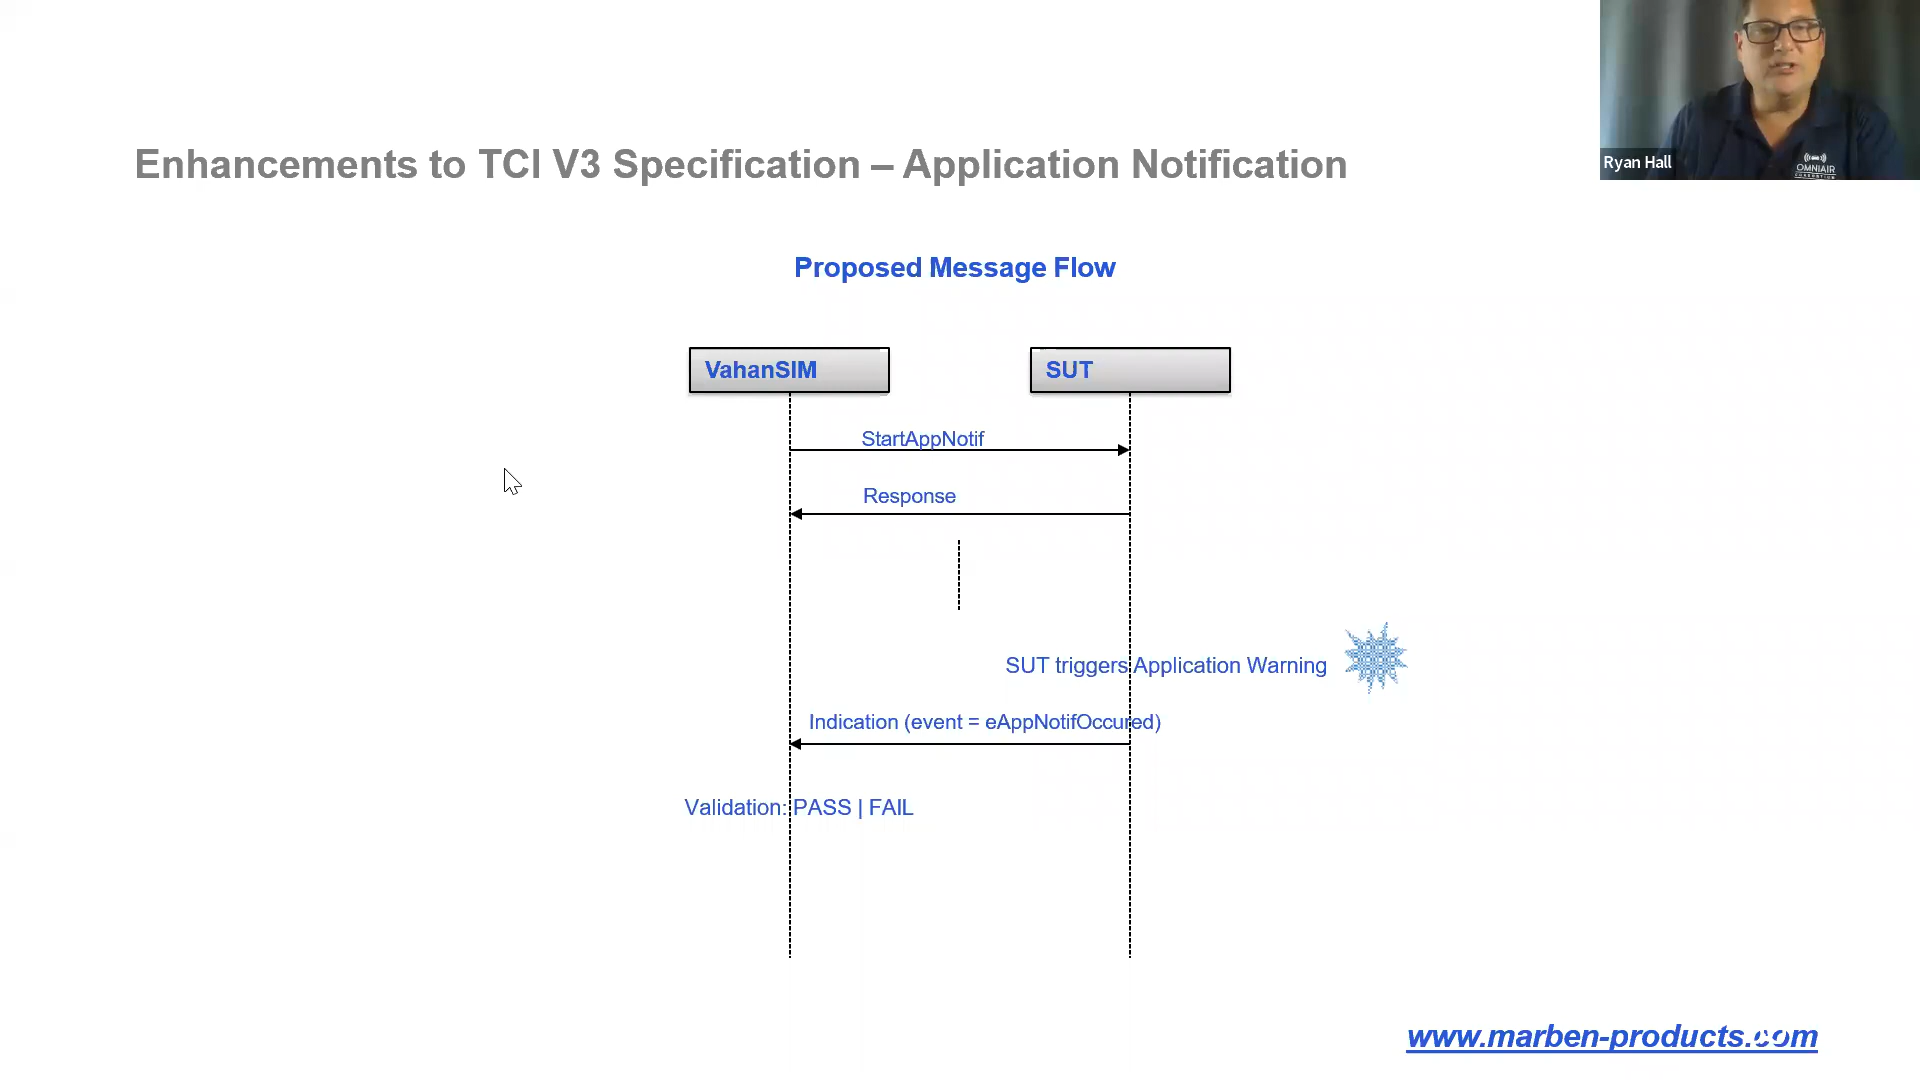 Ryan Hall
OMNIAIR
Enhancements to TCI V3 Specification – Application Notification
Proposed Message Flow
VahanSIM
SUT
StartAppNotif
Response
SUT triggers Application Warning
Indication (event = eAppNotifOccured)
Validation: PASS | FAIL
www.marben-products.com